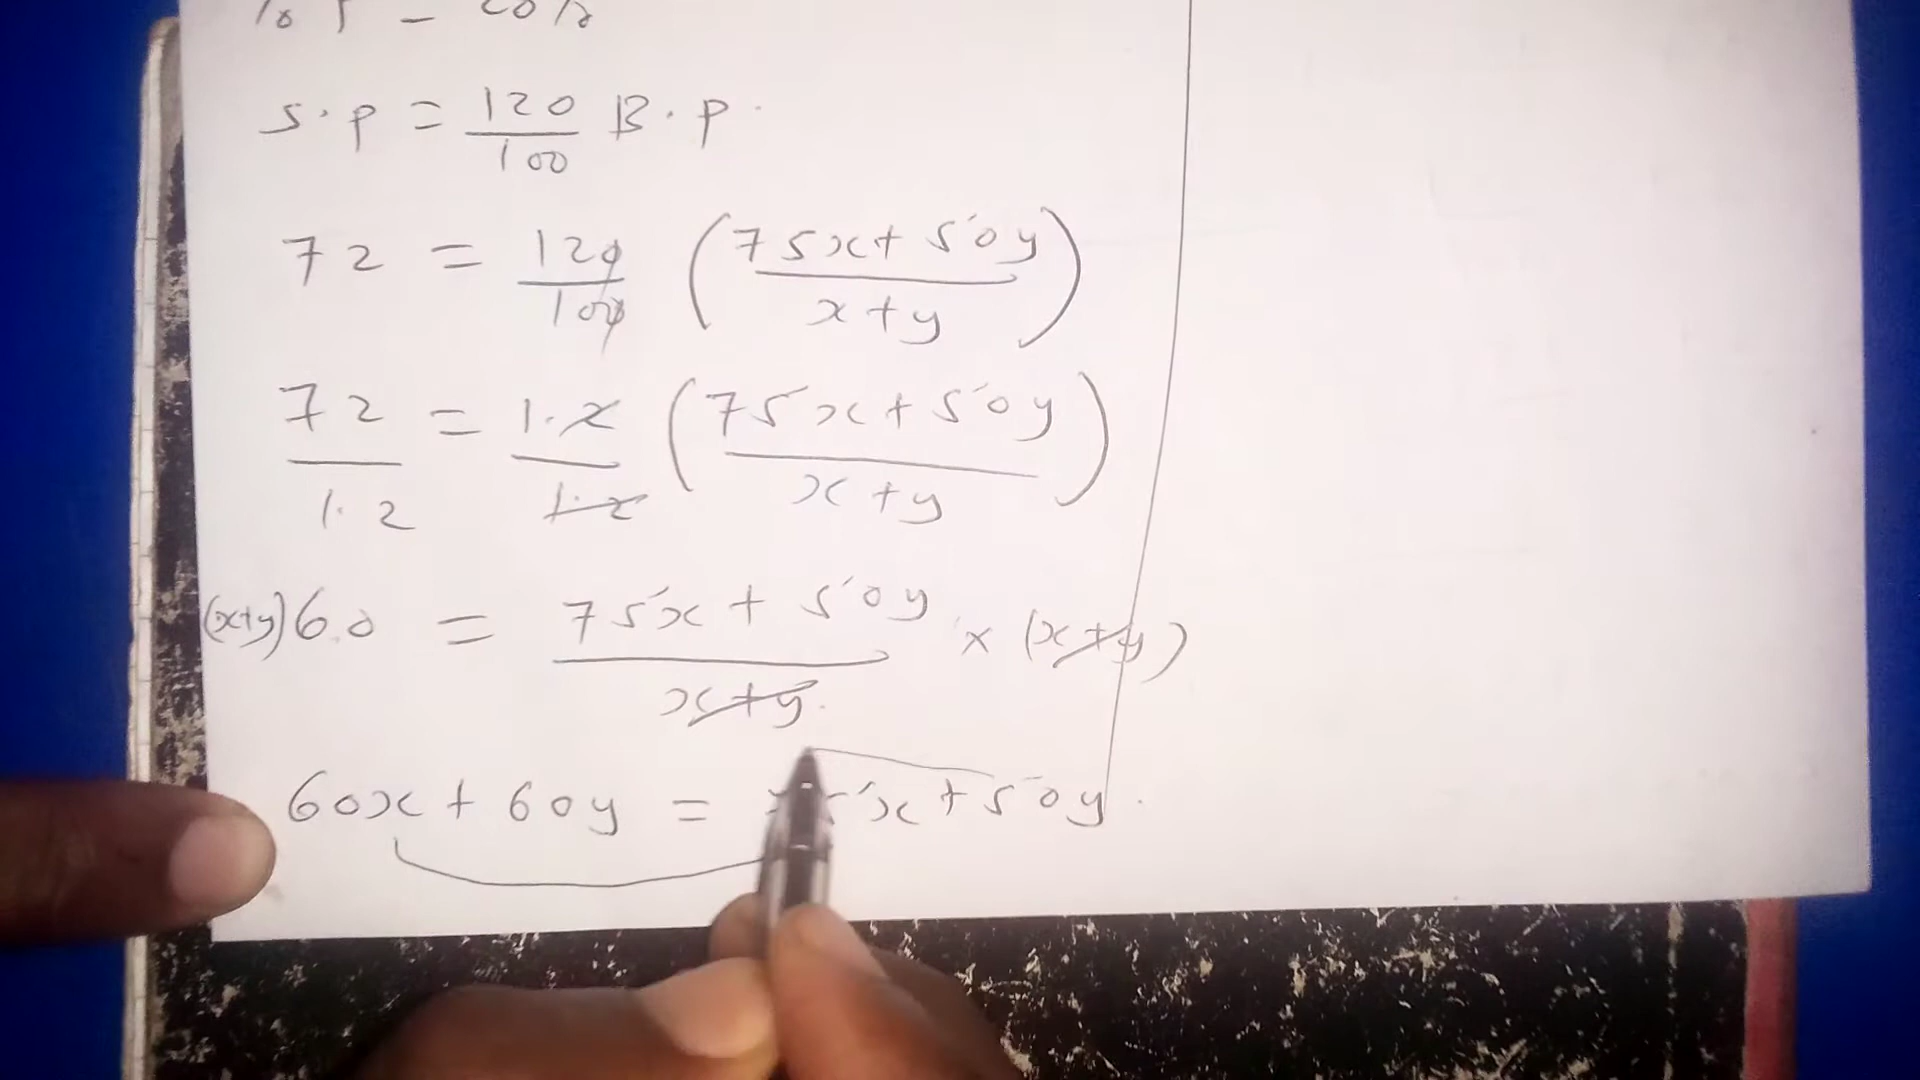 S.P = 120/100 B.P.
72 = 120/100 (75x + 50y / x + y)
72/1.2 = 1.2/1.2 (75x + 50y / x + y)
(x+y)60 = 75x + 50y / x+y × (x+y)
60x + 60y = 75x + 50y.